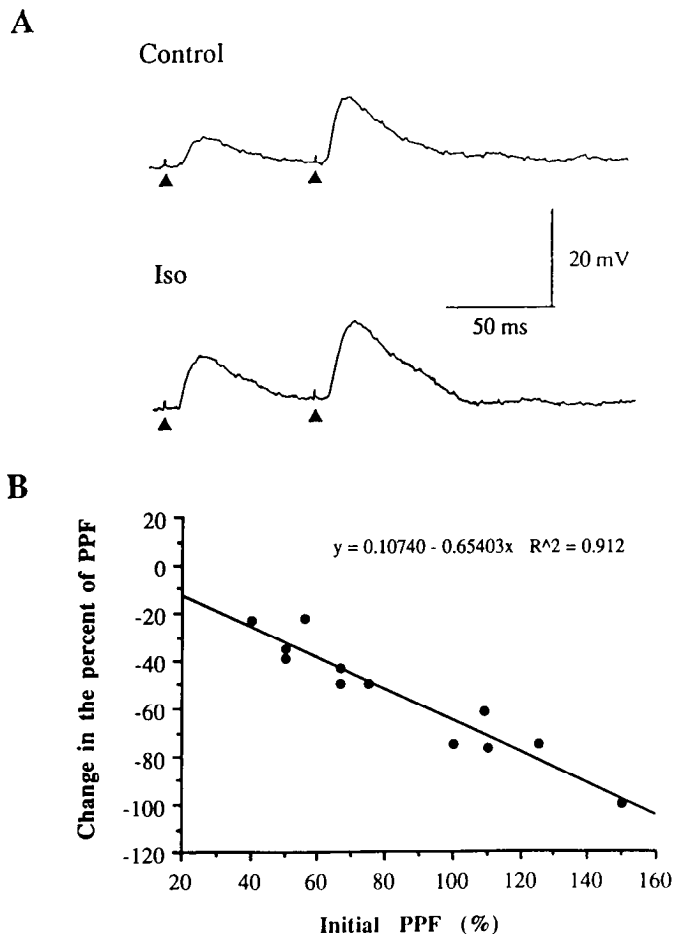 A
Control
Iso
20 mV
50 ms
B
Change in the percent of PPF
y = 0.10740 - 0.65403x R^2 = 0.912
20
0
-20
-40
-60
-80
-100
-120
20 40 60 80 100 120 140 160
Initial PPF (%)